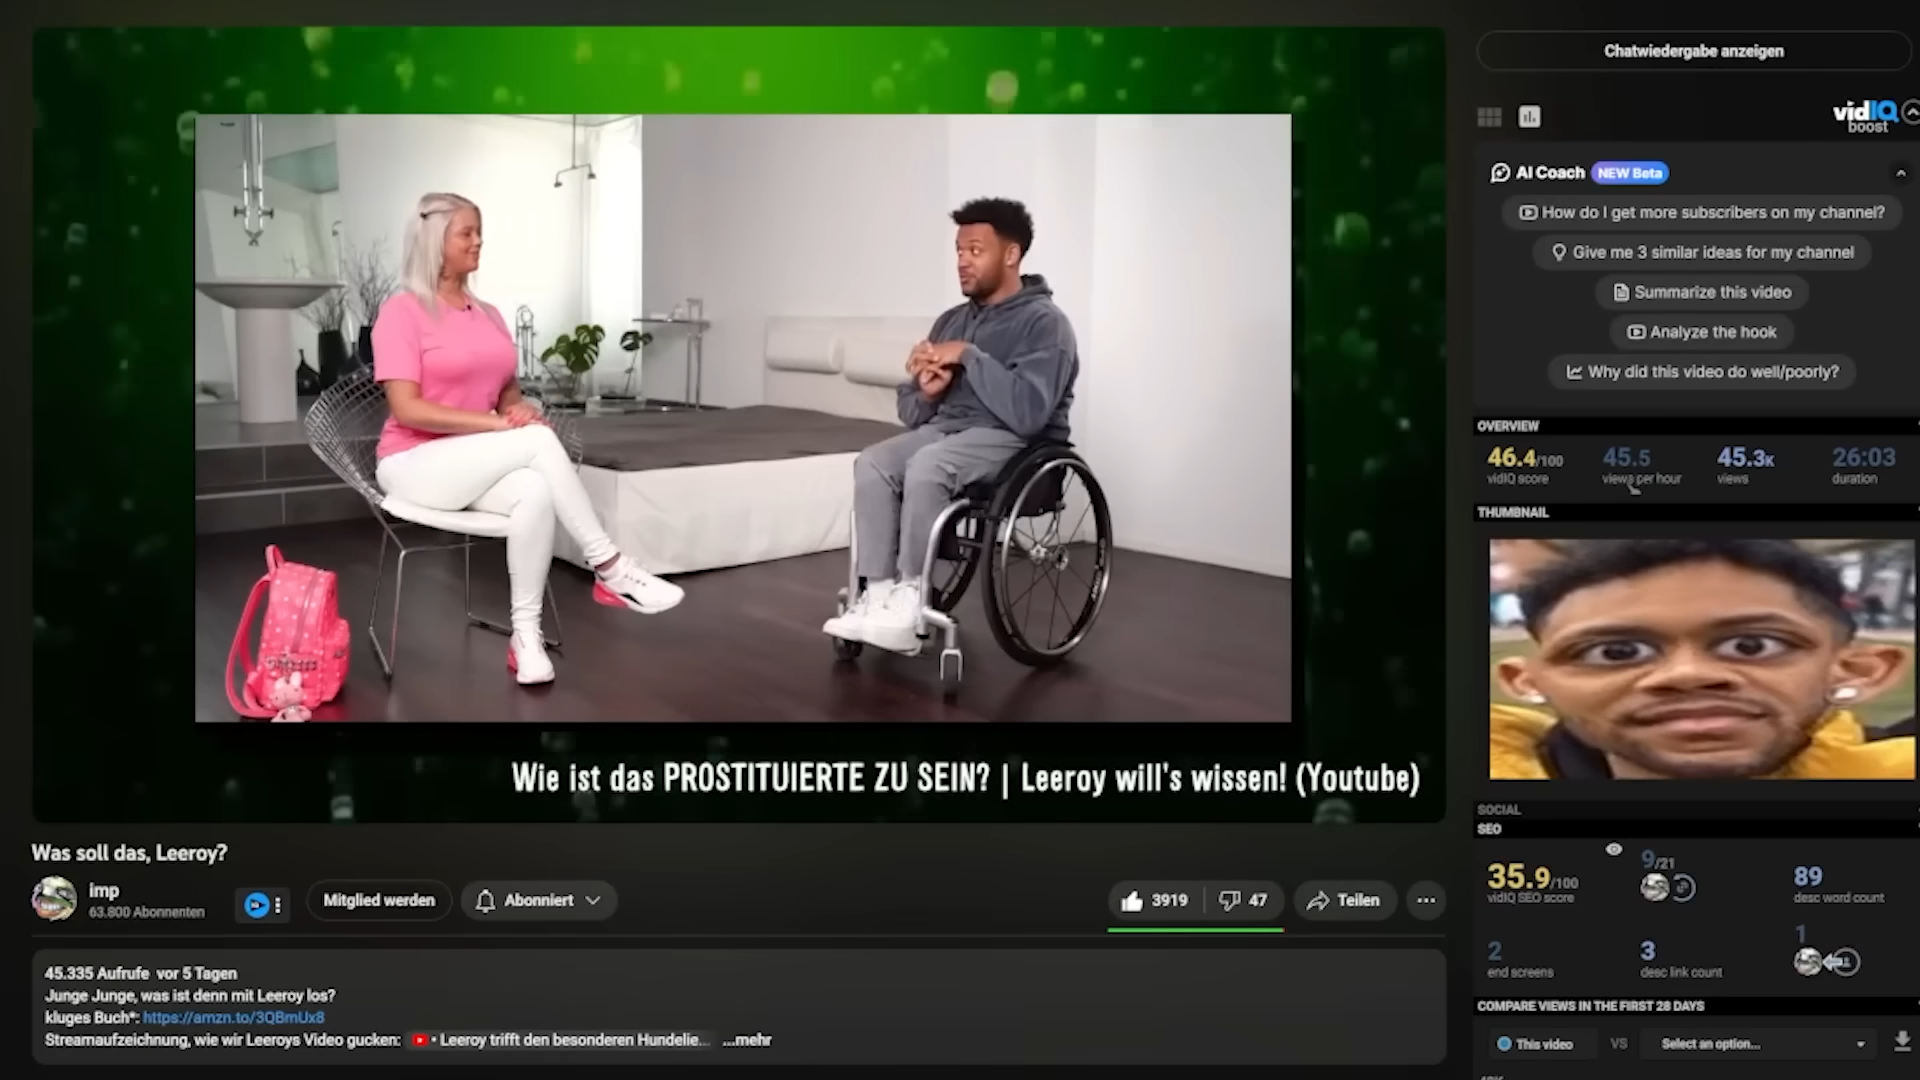 Wie ist das PROSTITUIERTE ZU SEIN? | Leeroy will's wissen! (Youtube)
Was soll das, Leeroy?
imp
63.800 Abonnenten
Mitglied werden
Abonniert
3919
47
Teilen
45.335 Aufrufe vor 5 Tagen
Junge Junge, was ist denn mit Leeroy los?
kluges Buch*: https://amzn.to/3QBmUx8
Streamaufzeichnung, wie wir Leeroys Video gucken: • Leeroy trifft den besonderen Hundelie... ...mehr
Chatwiedergabe anzeigen
vidIQ
boost
AI Coach NEW Beta
How do I get more subscribers on my channel?
Give me 3 similar ideas for my channel
Summarize this video
Analyze the hook
Why did this video do well/poorly?
OVERVIEW
46.4/100 45.5 45.3K 26:03
vidIQ score views per hour views duration
THUMBNAIL
SOCIAL
SEO
35.9/100 9/21 89
vidIQ SEO score desc word count
2 3 1
end screens desc link count
COMPARE VIEWS IN THE FIRST 28 DAYS
This video VS Select an option...